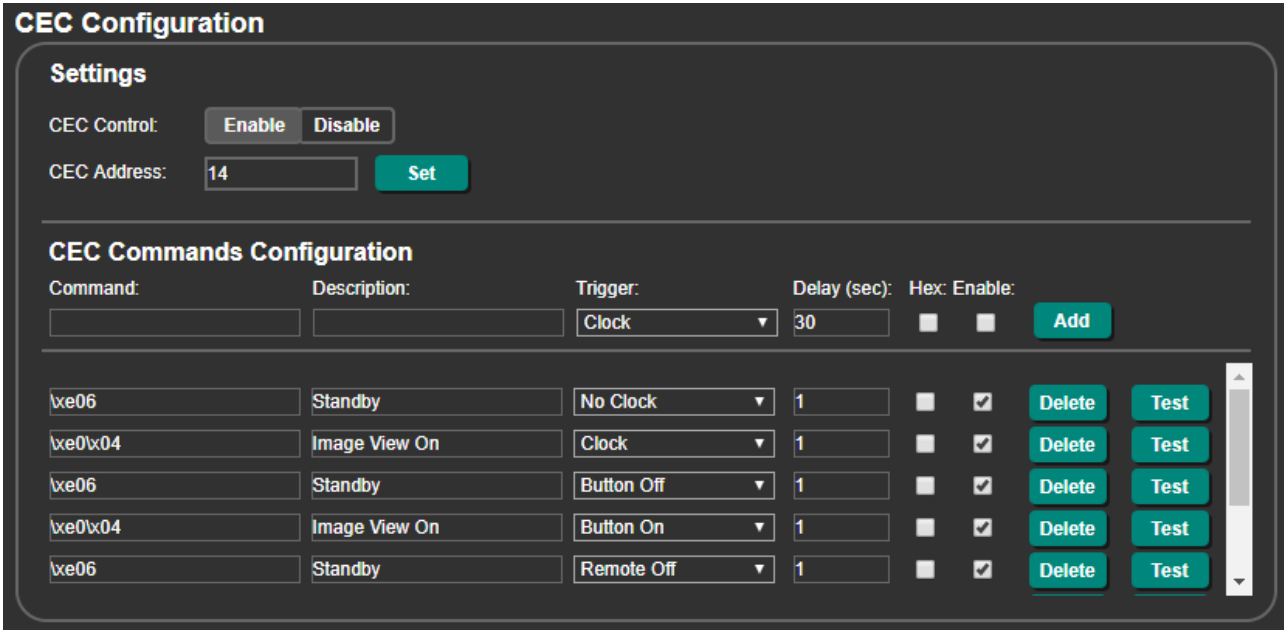 CEC Configuration
Settings
CEC Control: Enable Disable
CEC Address: 14 Set
CEC Commands Configuration
Command: Description: Trigger: Delay (sec): Hex: Enable:
Clock 30 Add
\xe06 Standby No Clock 1 Delete Test
\xe0\x04 Image View On Clock 1 Delete Test
\xe06 Standby Button Off 1 Delete Test
\xe0\x04 Image View On Button On 1 Delete Test
\xe06 Standby Remote Off 1 Delete Test